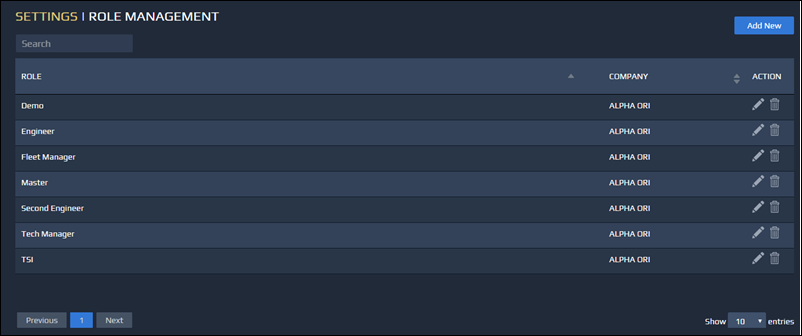 SETTINGS | ROLE MANAGEMENT
Add New
Search
ROLE COMPANY ACTION
Demo ALPHA ORI
Engineer ALPHA ORI
Fleet Manager ALPHA ORI
Master ALPHA ORI
Second Engineer ALPHA ORI
Tech Manager ALPHA ORI
TSI ALPHA ORI
Previous 1 Next Show 10 entries